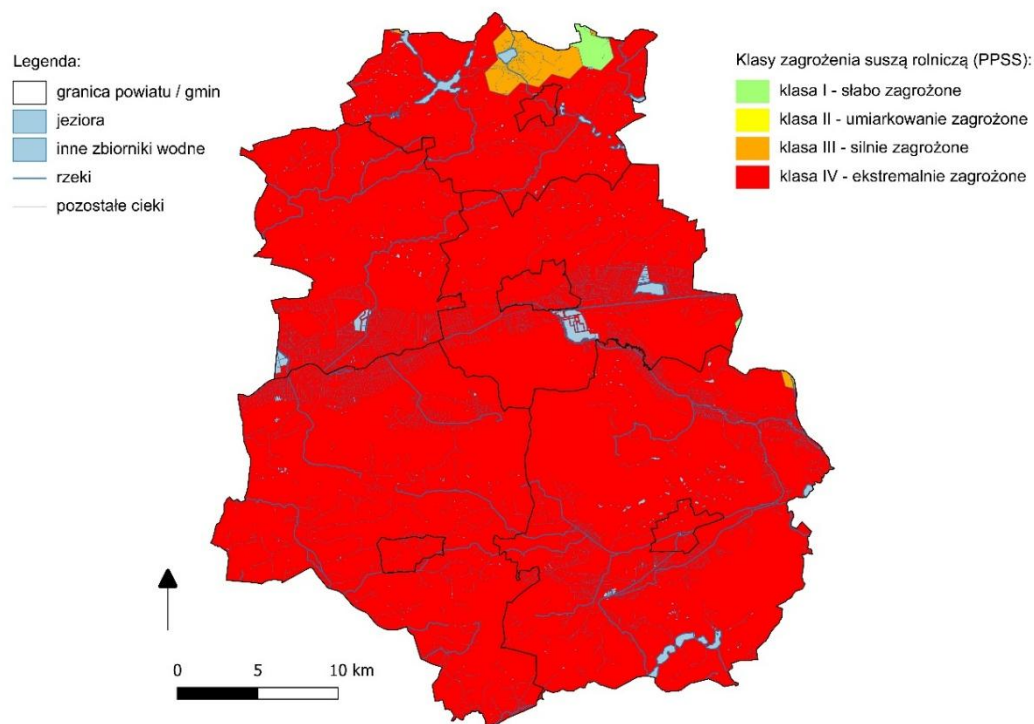 Legenda:
granica powiatu / gmin
jeziora
inne zbiorniki wodne
rzeki
pozostałe cieki
Klasy zagrożenia suszą rolniczą (PPSS):
klasa I - słabo zagrożone
klasa II - umiarkowanie zagrożone
klasa III - silnie zagrożone
klasa IV - ekstremalnie zagrożone
0 5 10 km